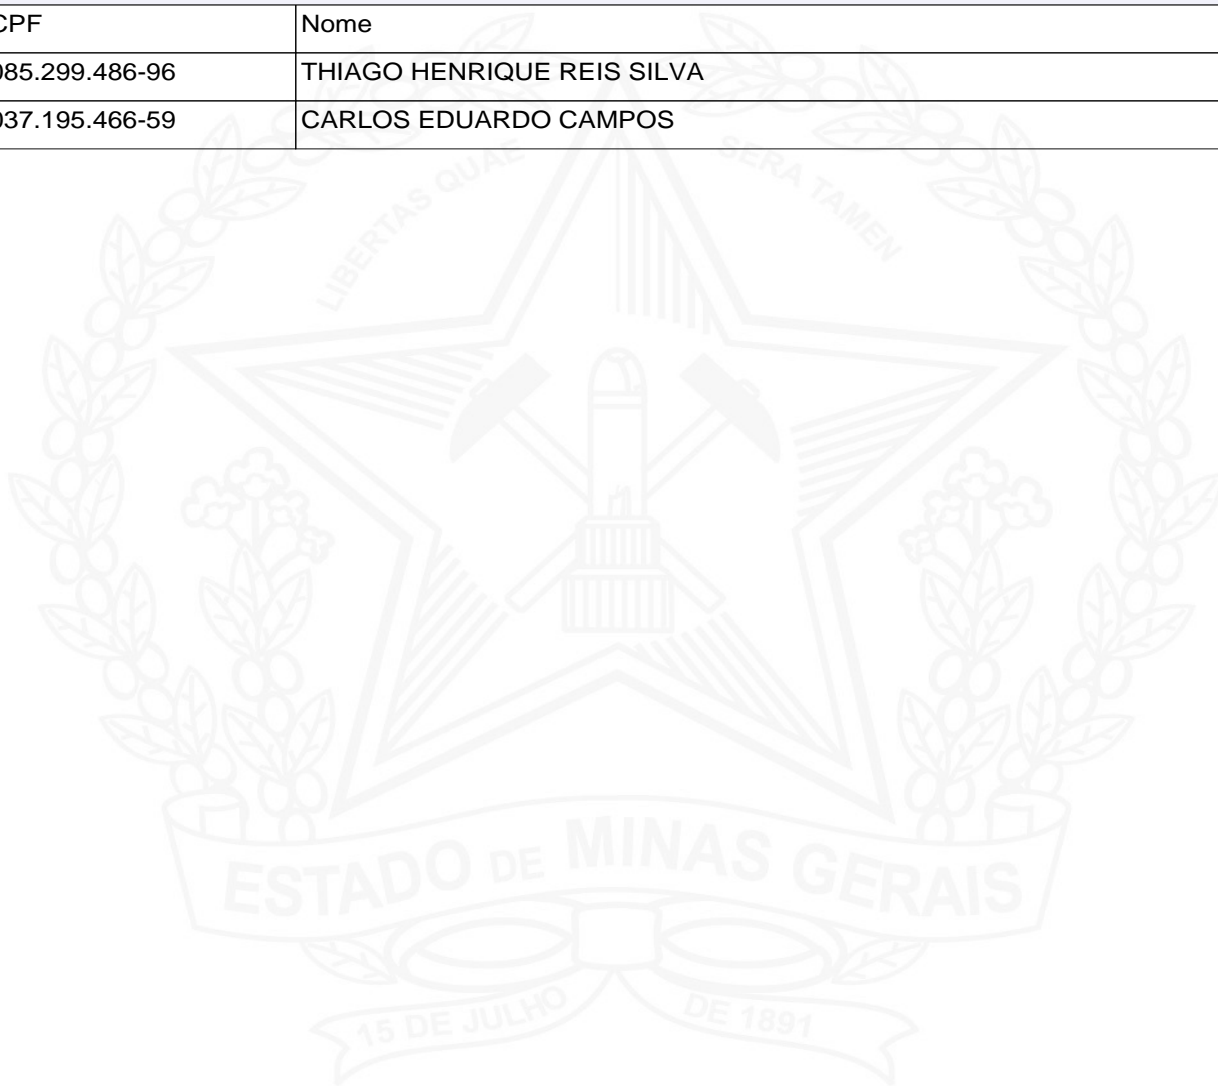 CPF Nome
085.299.486-96 THIAGO HENRIQUE REIS SILVA
037.195.466-59 CARLOS EDUARDO CAMPOS
LIBERTAS QUAE SERA TAMEN
ESTADO DE MINAS GERAIS
15 DE JULHO DE 1891